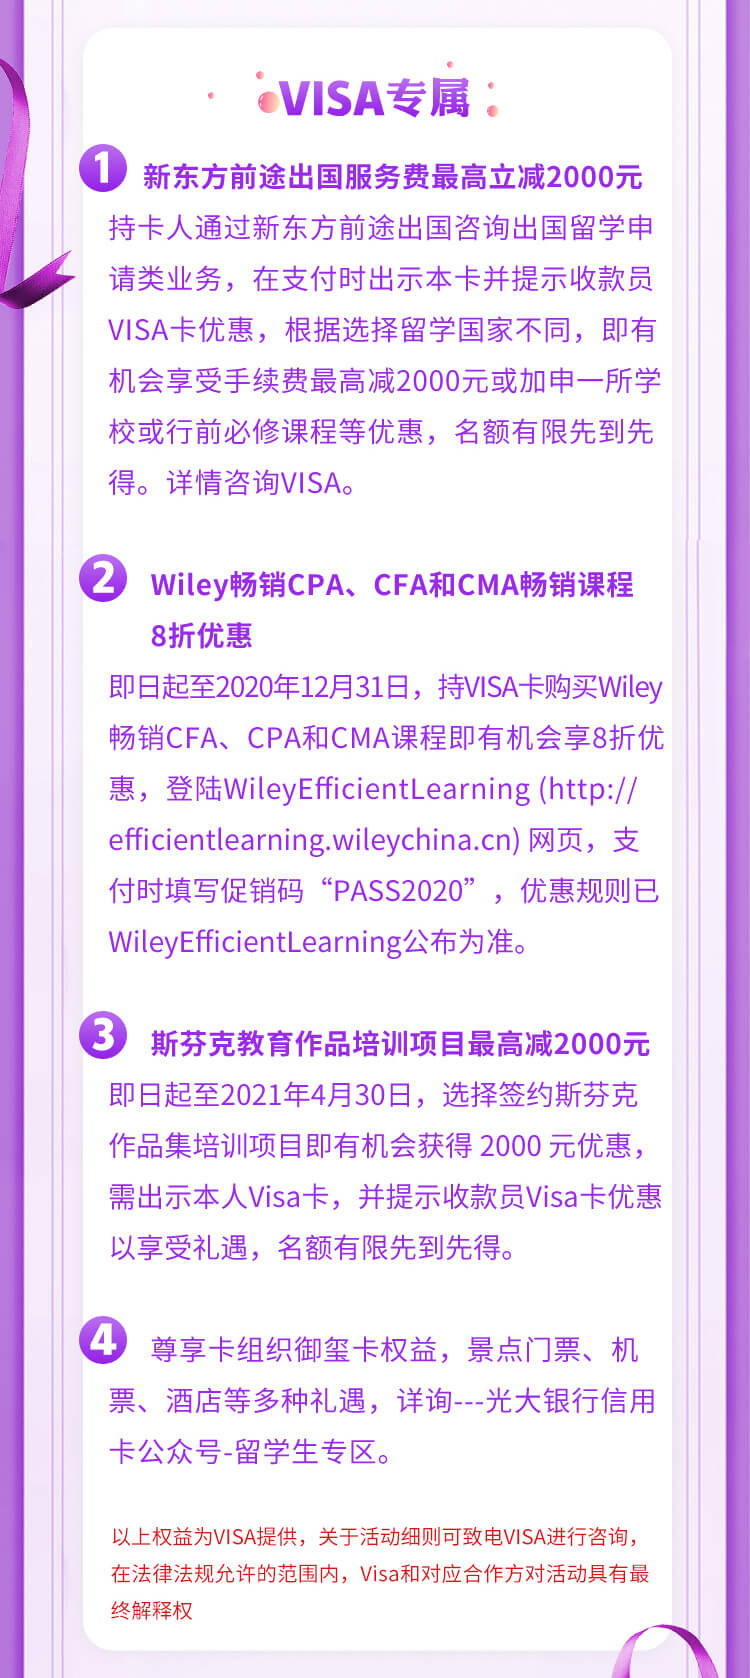 VISA专属
1 新东方前途出国服务费最高立减2000元
持卡人通过新东方前途出国咨询出国留学申
请类业务，在支付时出示本卡并提示收款员
VISA卡优惠，根据选择留学国家不同，即有
机会享受手续费最高减2000元或加申一所学
校或行前必修课程等优惠，名额有限先到先
得。详情咨询VISA。
2 Wiley畅销CPA、CFA和CMA畅销课程
8折优惠
即日起至2020年12月31日，持VISA卡购买Wiley
畅销CFA、CPA和CMA课程即有机会享8折优
惠，登陆WileyEfficientLearning (http://
efficientlearning.wileychina.cn) 网页，支
付时填写促销码“PASS2020”，优惠规则已
WileyEfficientLearning公布为准。
3 斯芬克教育作品培训项目最高减2000元
即日起至2021年4月30日，选择签约斯芬克
作品集培训项目即有机会获得 2000 元优惠，
需出示本人Visa卡，并提示收款员Visa卡优惠
以享受礼遇，名额有限先到先得。
4 尊享卡组织御玺卡权益，景点门票、机
票、酒店等多种礼遇，详询---光大银行信用
卡公众号-留学生专区。
以上权益为VISA提供，关于活动细则可致电VISA进行咨询，
在法律法规允许的范围内，Visa和对应合作方对活动具有最
终解释权